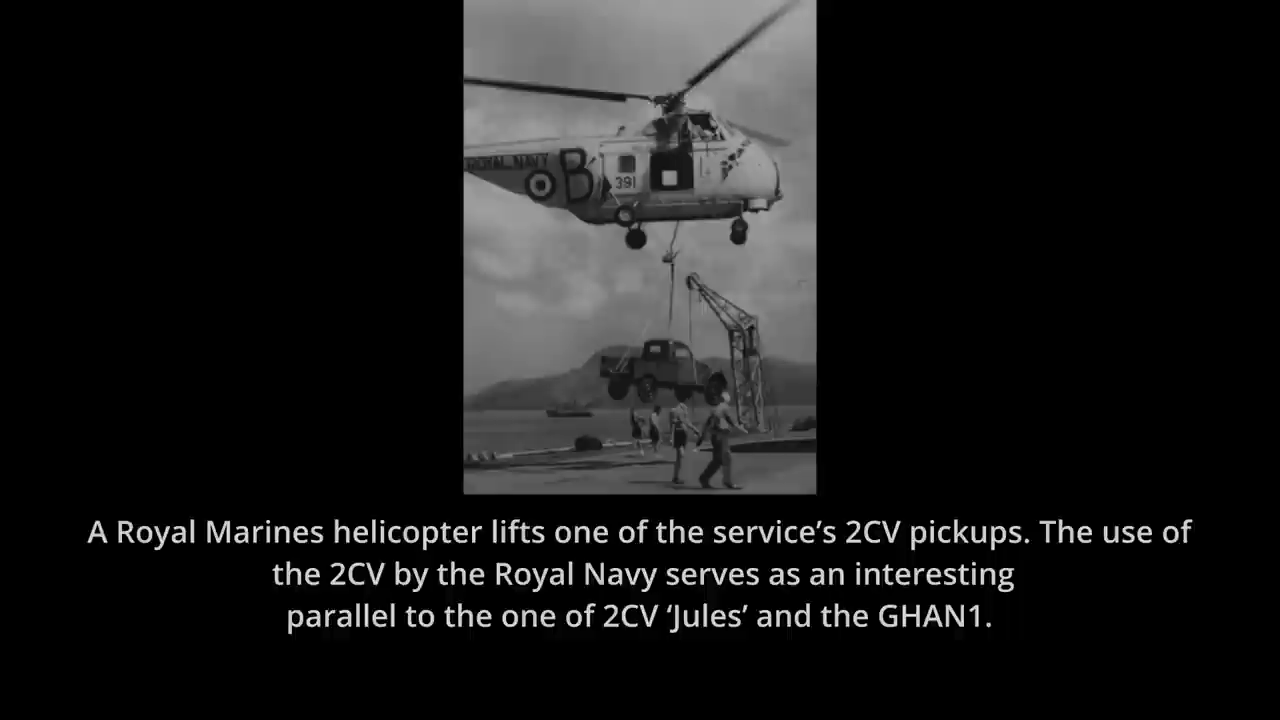 ROYAL NAVY
B
391
A Royal Marines helicopter lifts one of the service’s 2CV pickups. The use of
the 2CV by the Royal Navy serves as an interesting
parallel to the one of 2CV ‘Jules’ and the GHAN1.